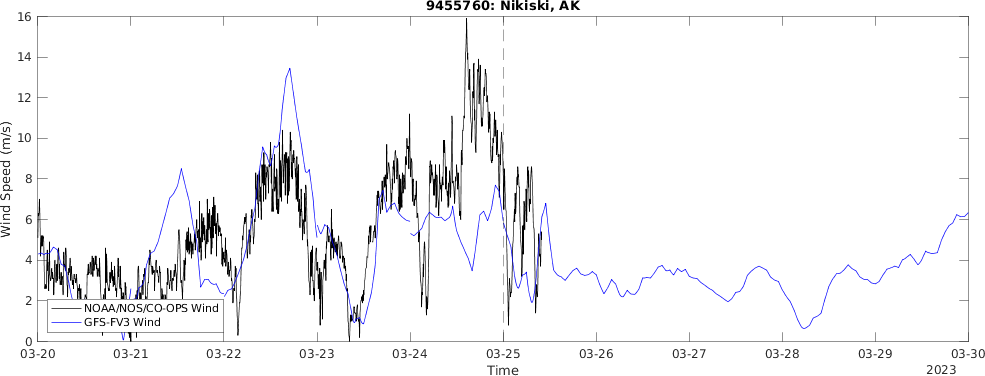 9455760: Nikiski, AK
Wind Speed (m/s)
16
14
12
10
8
6
4
2
0
NOAA/NOS/CO-OPS Wind
GFS-FV3 Wind
03-20 03-21 03-22 03-23 03-24 03-25 03-26 03-27 03-28 03-29 03-30
Time
2023